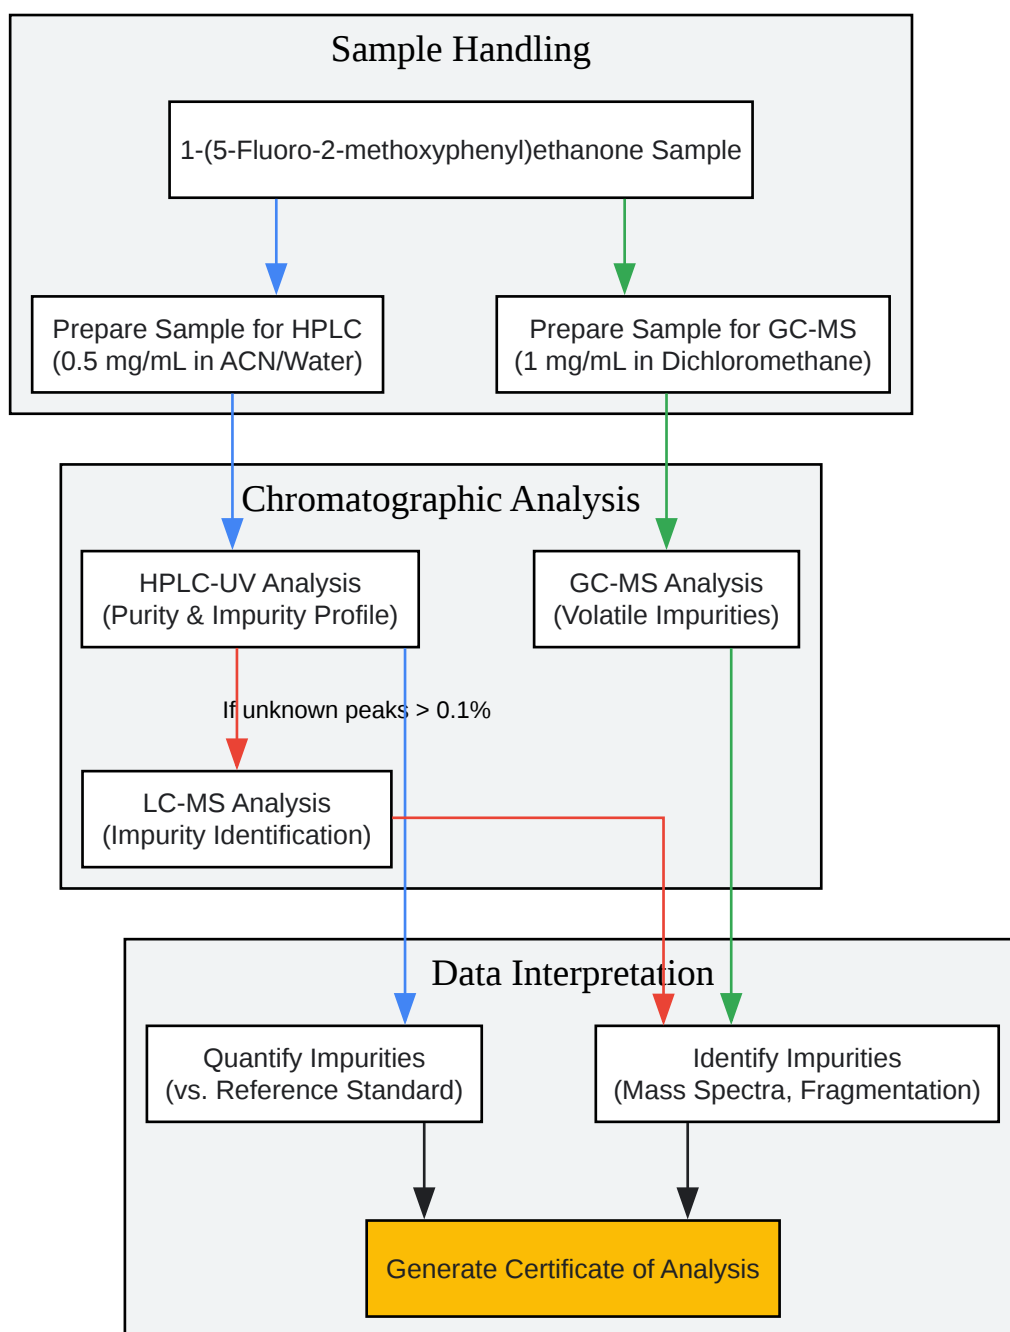 Sample Handling
1-(5-Fluoro-2-methoxyphenyl)ethanone Sample
Prepare Sample for HPLC
(0.5 mg/mL in ACN/Water)
Prepare Sample for GC-MS
(1 mg/mL in Dichloromethane)
Chromatographic Analysis
HPLC-UV Analysis
(Purity & Impurity Profile)
GC-MS Analysis
(Volatile Impurities)
If unknown peaks > 0.1%
LC-MS Analysis
(Impurity Identification)
Data Interpretation
Quantify Impurities
(vs. Reference Standard)
Identify Impurities
(Mass Spectra, Fragmentation)
Generate Certificate of Analysis